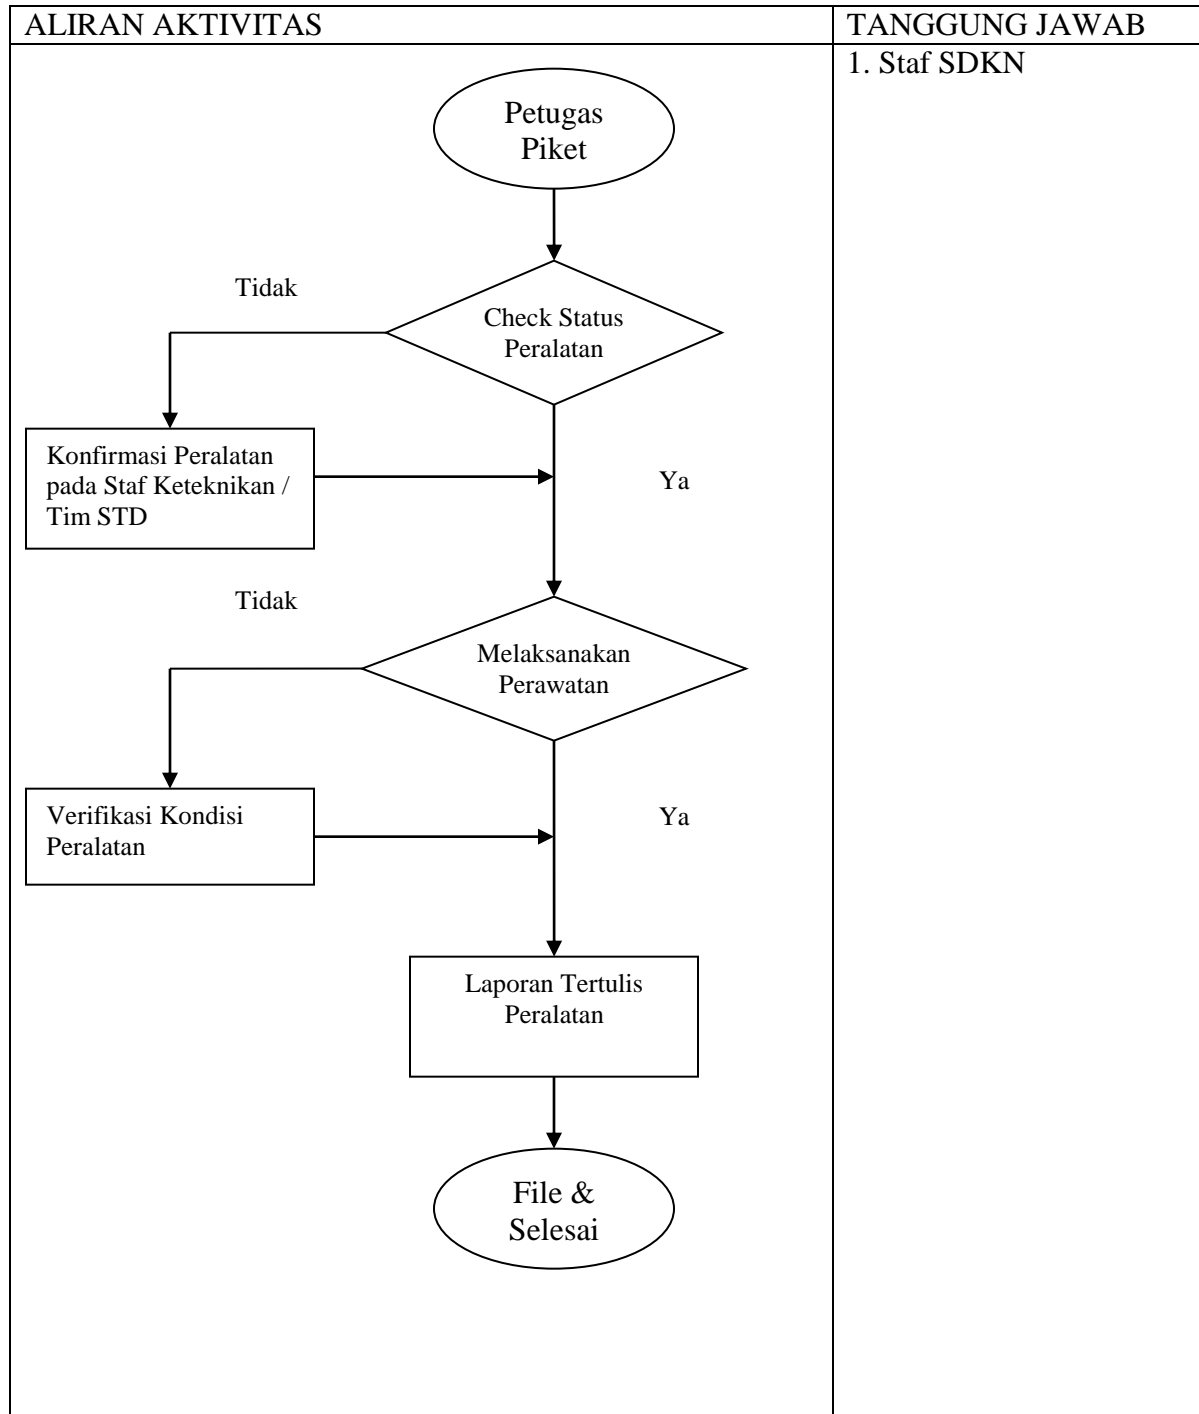 ALIRAN AKTIVITAS
TANGGUNG JAWAB
1. Staf SDKN
Petugas
Piket
Tidak
Check Status
Peralatan
Konfirmasi Peralatan
pada Staf Keteknikan /
Tim STD
Ya
Tidak
Melaksanakan
Perawatan
Verifikasi Kondisi
Peralatan
Ya
Laporan Tertulis
Peralatan
File &
Selesai